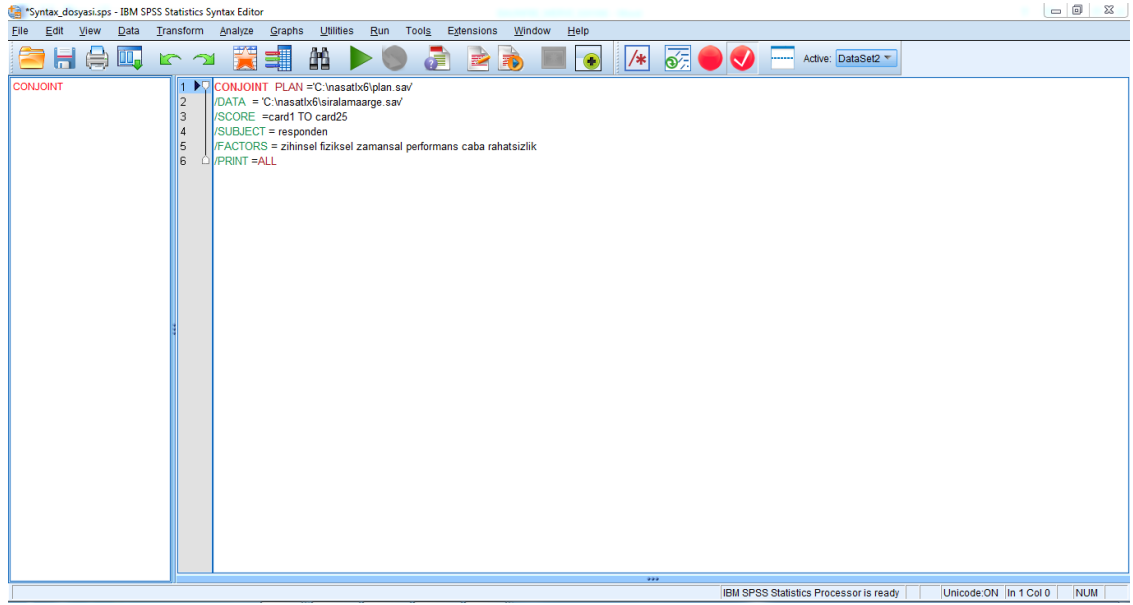 *Syntax_dosyasi.sps - IBM SPSS Statistics Syntax Editor
File Edit View Data Transform Analyze Graphs Utilities Run Tools Extensions Window Help
Active: DataSet2
CONJOINT
1 CONJOINT PLAN ='C:\nasatlx6\plan.sav'
2 /DATA = 'C:\nasatlx6\siralamaarge.sav'
3 /SCORE =card1 TO card25
4 /SUBJECT = responden
5 /FACTORS = zihinsel fiziksel zamansal performans caba rahatsizlik
6 /PRINT =ALL
IBM SPSS Statistics Processor is ready Unicode:ON In 1 Col 0 NUM